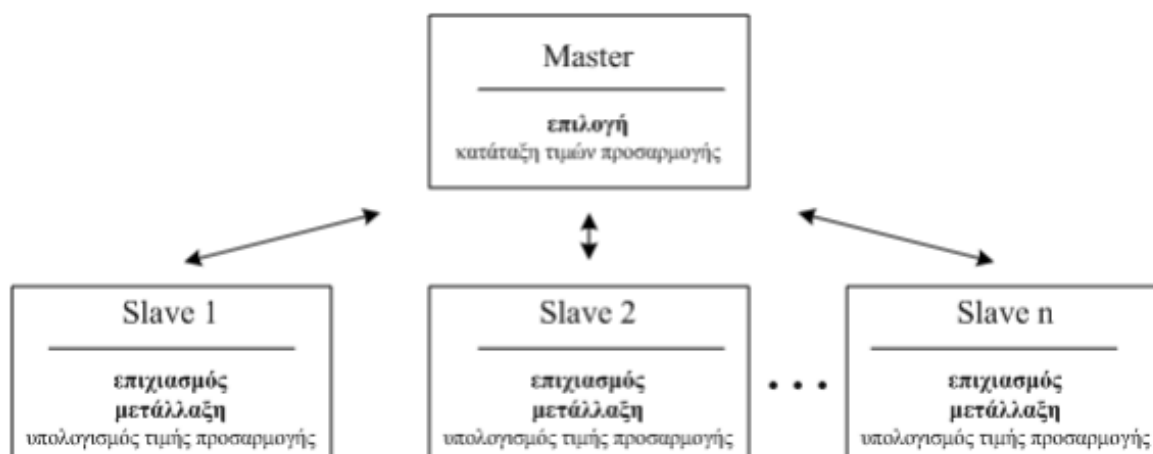 Master
επιλογή
κατάταξη τιμών προσαρμογής
Slave 1
επιχιασμός
μετάλλαξη
υπολογισμός τιμής προσαρμογής
Slave 2
επιχιασμός
μετάλλαξη
υπολογισμός τιμής προσαρμογής
• • •
Slave n
επιχιασμός
μετάλλαξη
υπολογισμός τιμής προσαρμογής